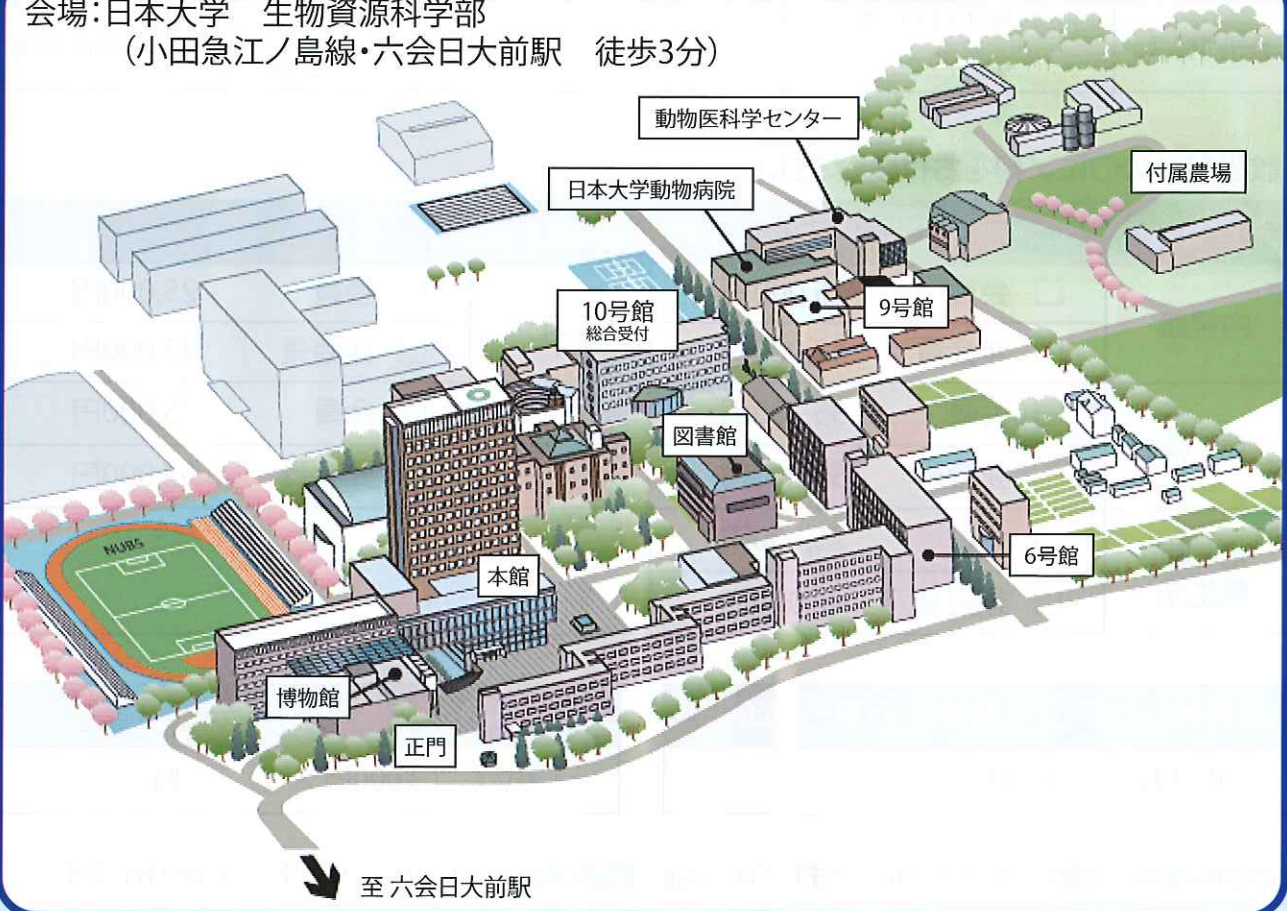 会場：日本大学　生物資源科学部
（小田急江ノ島線・六会日大前駅　徒歩3分）
動物医科学センター
日本大学動物病院
付属農場
10号館
総合受付
9号館
図書館
6号館
NUBS
本館
博物館
正門
至 六会日大前駅